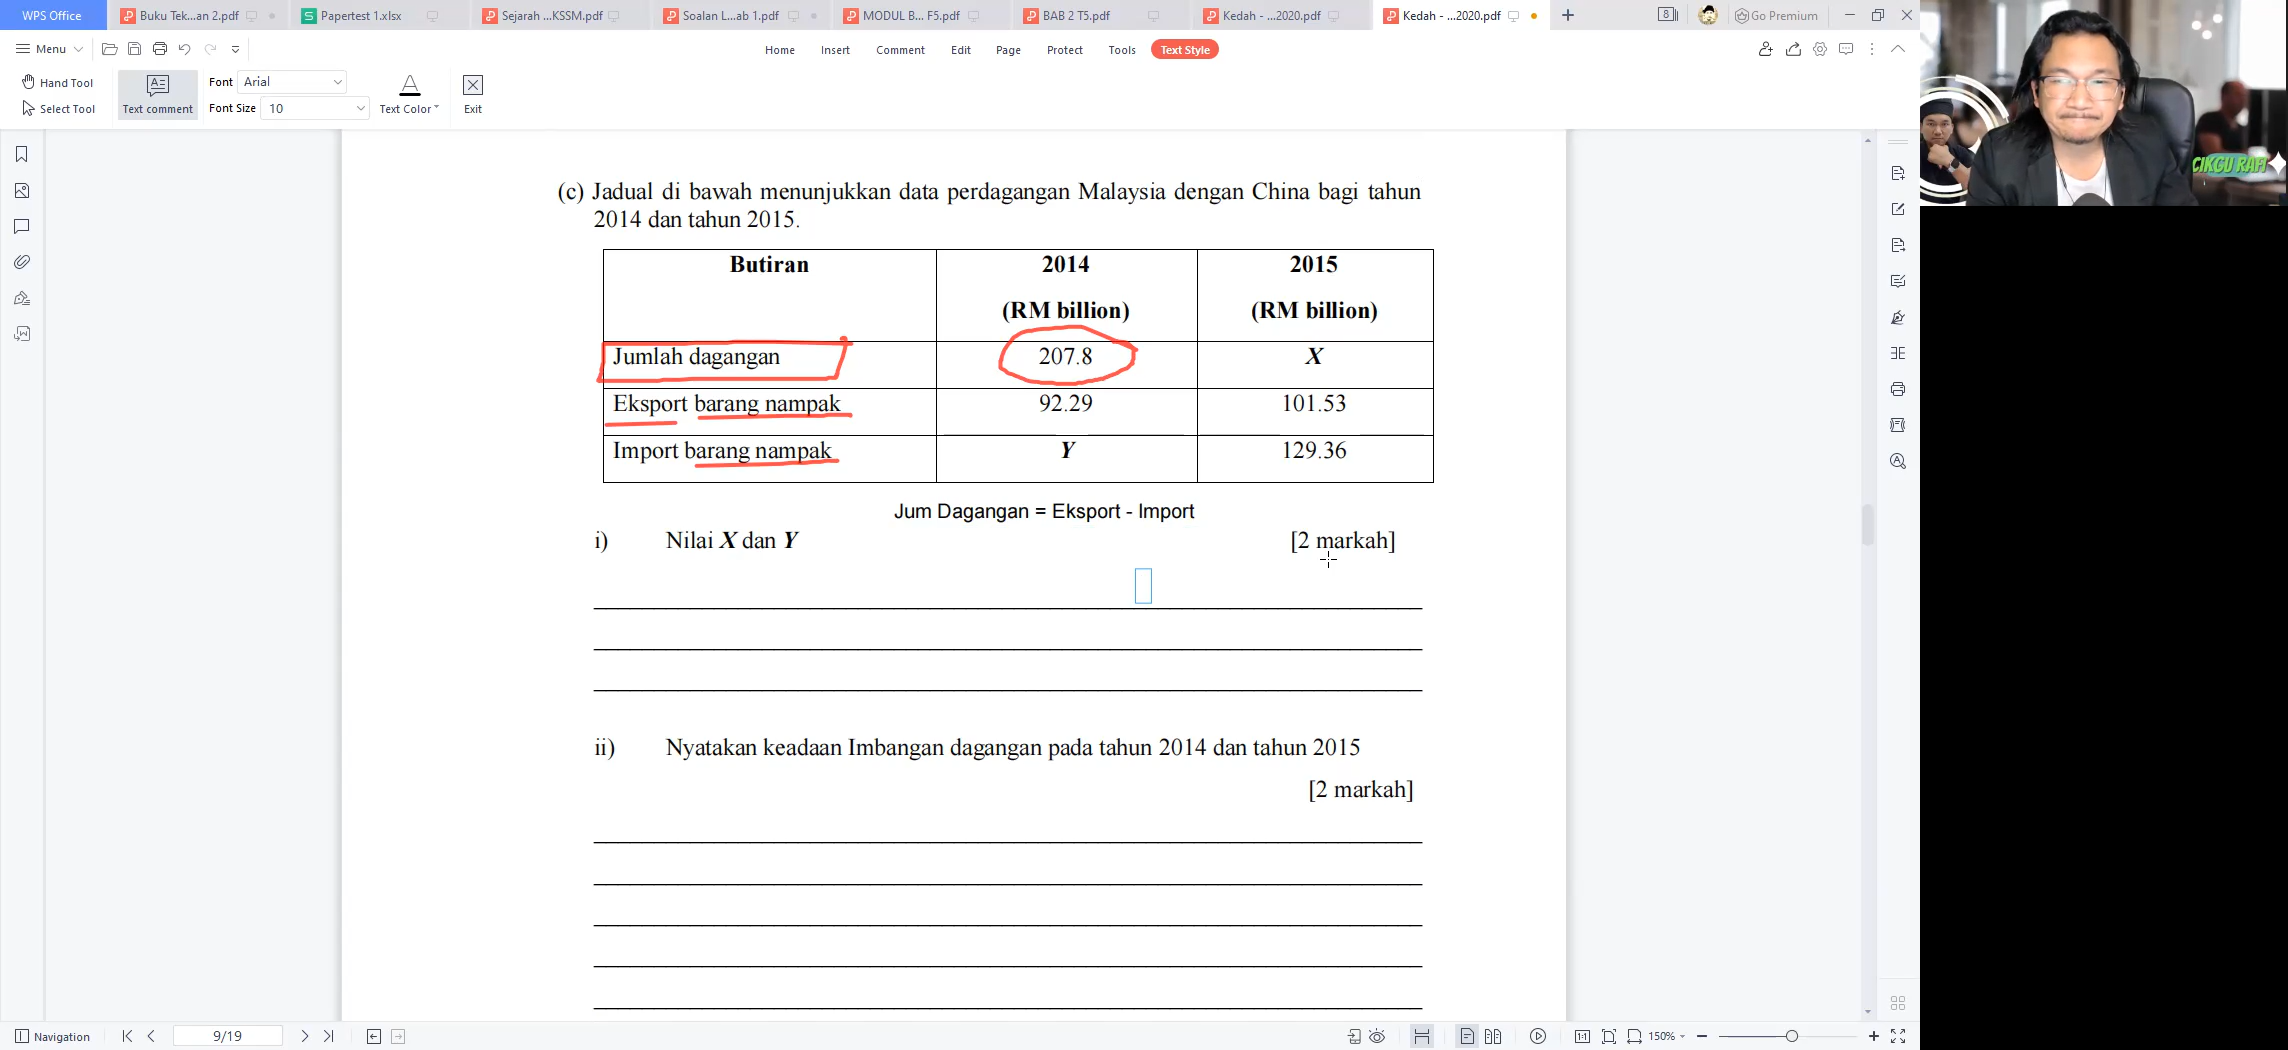 WPS Office
Buku Tek...an 2.pdf
Papertest 1.xlsx
Sejarah ...KSSM.pdf
Soalan L...ab 1.pdf
MODUL B... F5.pdf
BAB 2 T5.pdf
Kedah - ...2020.pdf
Kedah - ...2020.pdf
8
Go Premium
Menu
Home Insert Comment Edit Page Protect Tools Text Style
Hand Tool
Select Tool
Text comment
Font Arial
Font Size 10
Text Color
Exit
CIKGU RAFI
(c) Jadual di bawah menunjukkan data perdagangan Malaysia dengan China bagi tahun
2014 dan tahun 2015.
Butiran 2014 2015
(RM billion) (RM billion)
Jumlah dagangan 207.8 X
Eksport barang nampak 92.29 101.53
Import barang nampak Y 129.36
Jum Dagangan = Eksport - Import
i) Nilai X dan Y [2 markah]
ii) Nyatakan keadaan Imbangan dagangan pada tahun 2014 dan tahun 2015
[2 markah]
Navigation
9/19
1:1
150%